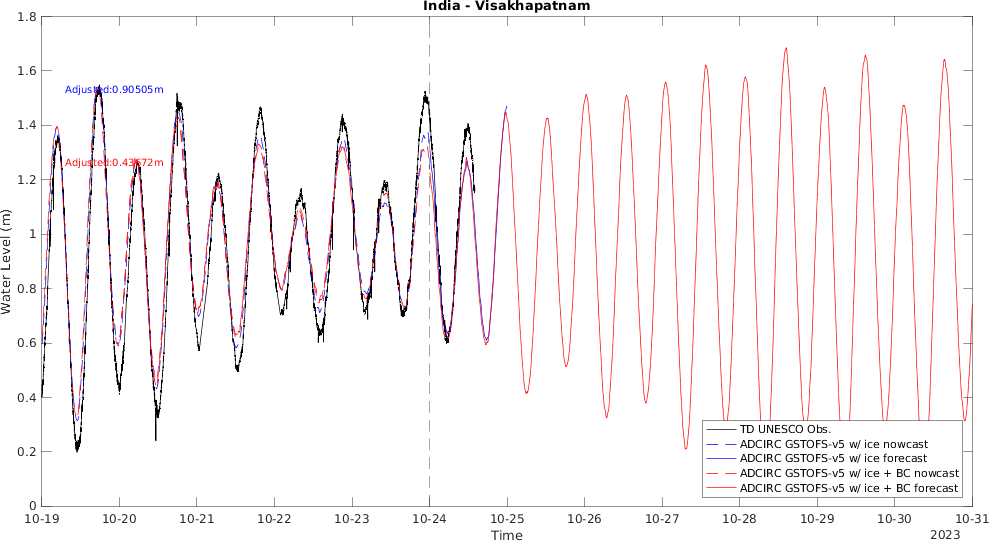 India - Visakhapatnam
1.8
1.6
1.4
1.2
1
0.8
0.6
0.4
0.2
0
Water Level (m)
Adjusted:0.90505m
Adjusted:0.43672m
TD UNESCO Obs.
ADCIRC GSTOFS-v5 w/ ice nowcast
ADCIRC GSTOFS-v5 w/ ice forecast
ADCIRC GSTOFS-v5 w/ ice + BC nowcast
ADCIRC GSTOFS-v5 w/ ice + BC forecast
10-19 10-20 10-21 10-22 10-23 10-24 10-25 10-26 10-27 10-28 10-29 10-30 10-31
Time
2023